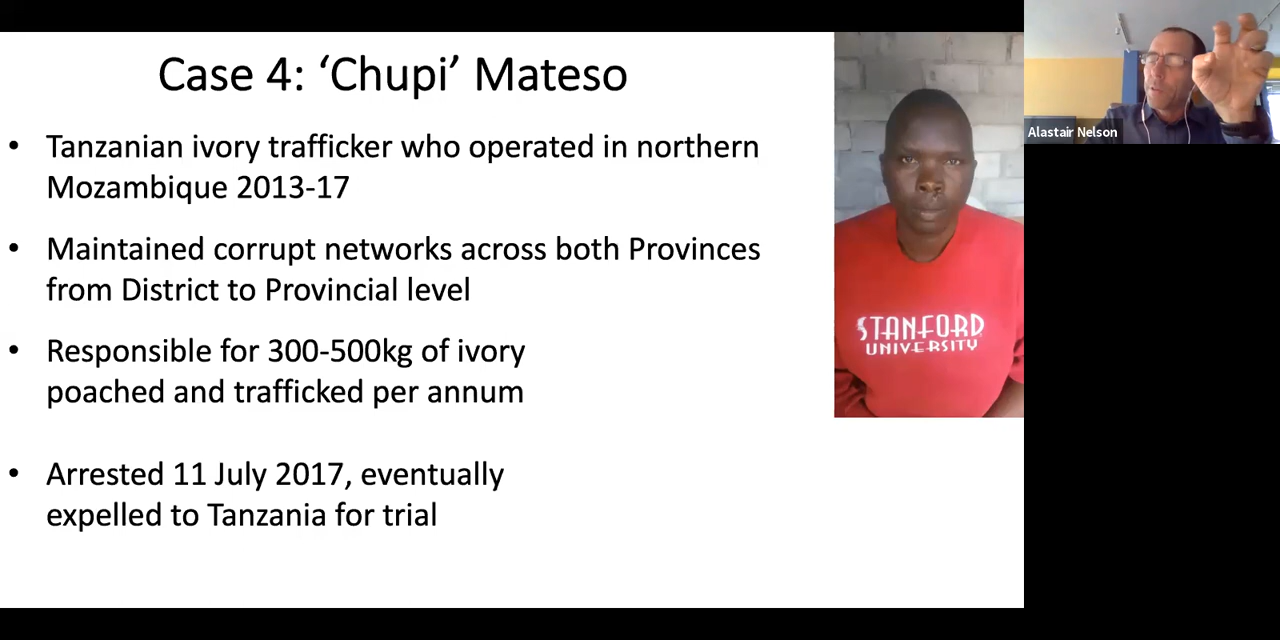 Case 4: ‘Chupi’ Mateso
• Tanzanian ivory trafficker who operated in northern
Mozambique 2013-17
• Maintained corrupt networks across both Provinces
from District to Provincial level
• Responsible for 300-500kg of ivory
poached and trafficked per annum
• Arrested 11 July 2017, eventually
expelled to Tanzania for trial
STANFORD
UNIVERSITY
Alastair Nelson